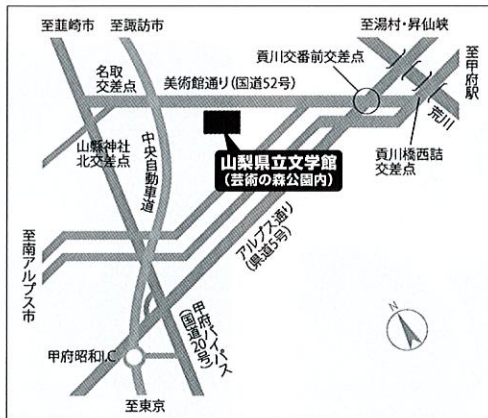 至韮崎市
至諏訪市
至湯村・昇仙峡
貢川交番前交差点
至甲府駅
名取
交差点
美術館通り(国道52号)
荒川
山縣神社
北交差点
中央自動車道
山梨県立文学館
(芸術の森公園内)
貢川橋西詰
交差点
至南アルプス市
アルプス通り
(県道5号)
甲府バイパス
(国道20号)
N
甲府昭和I.C
至東京